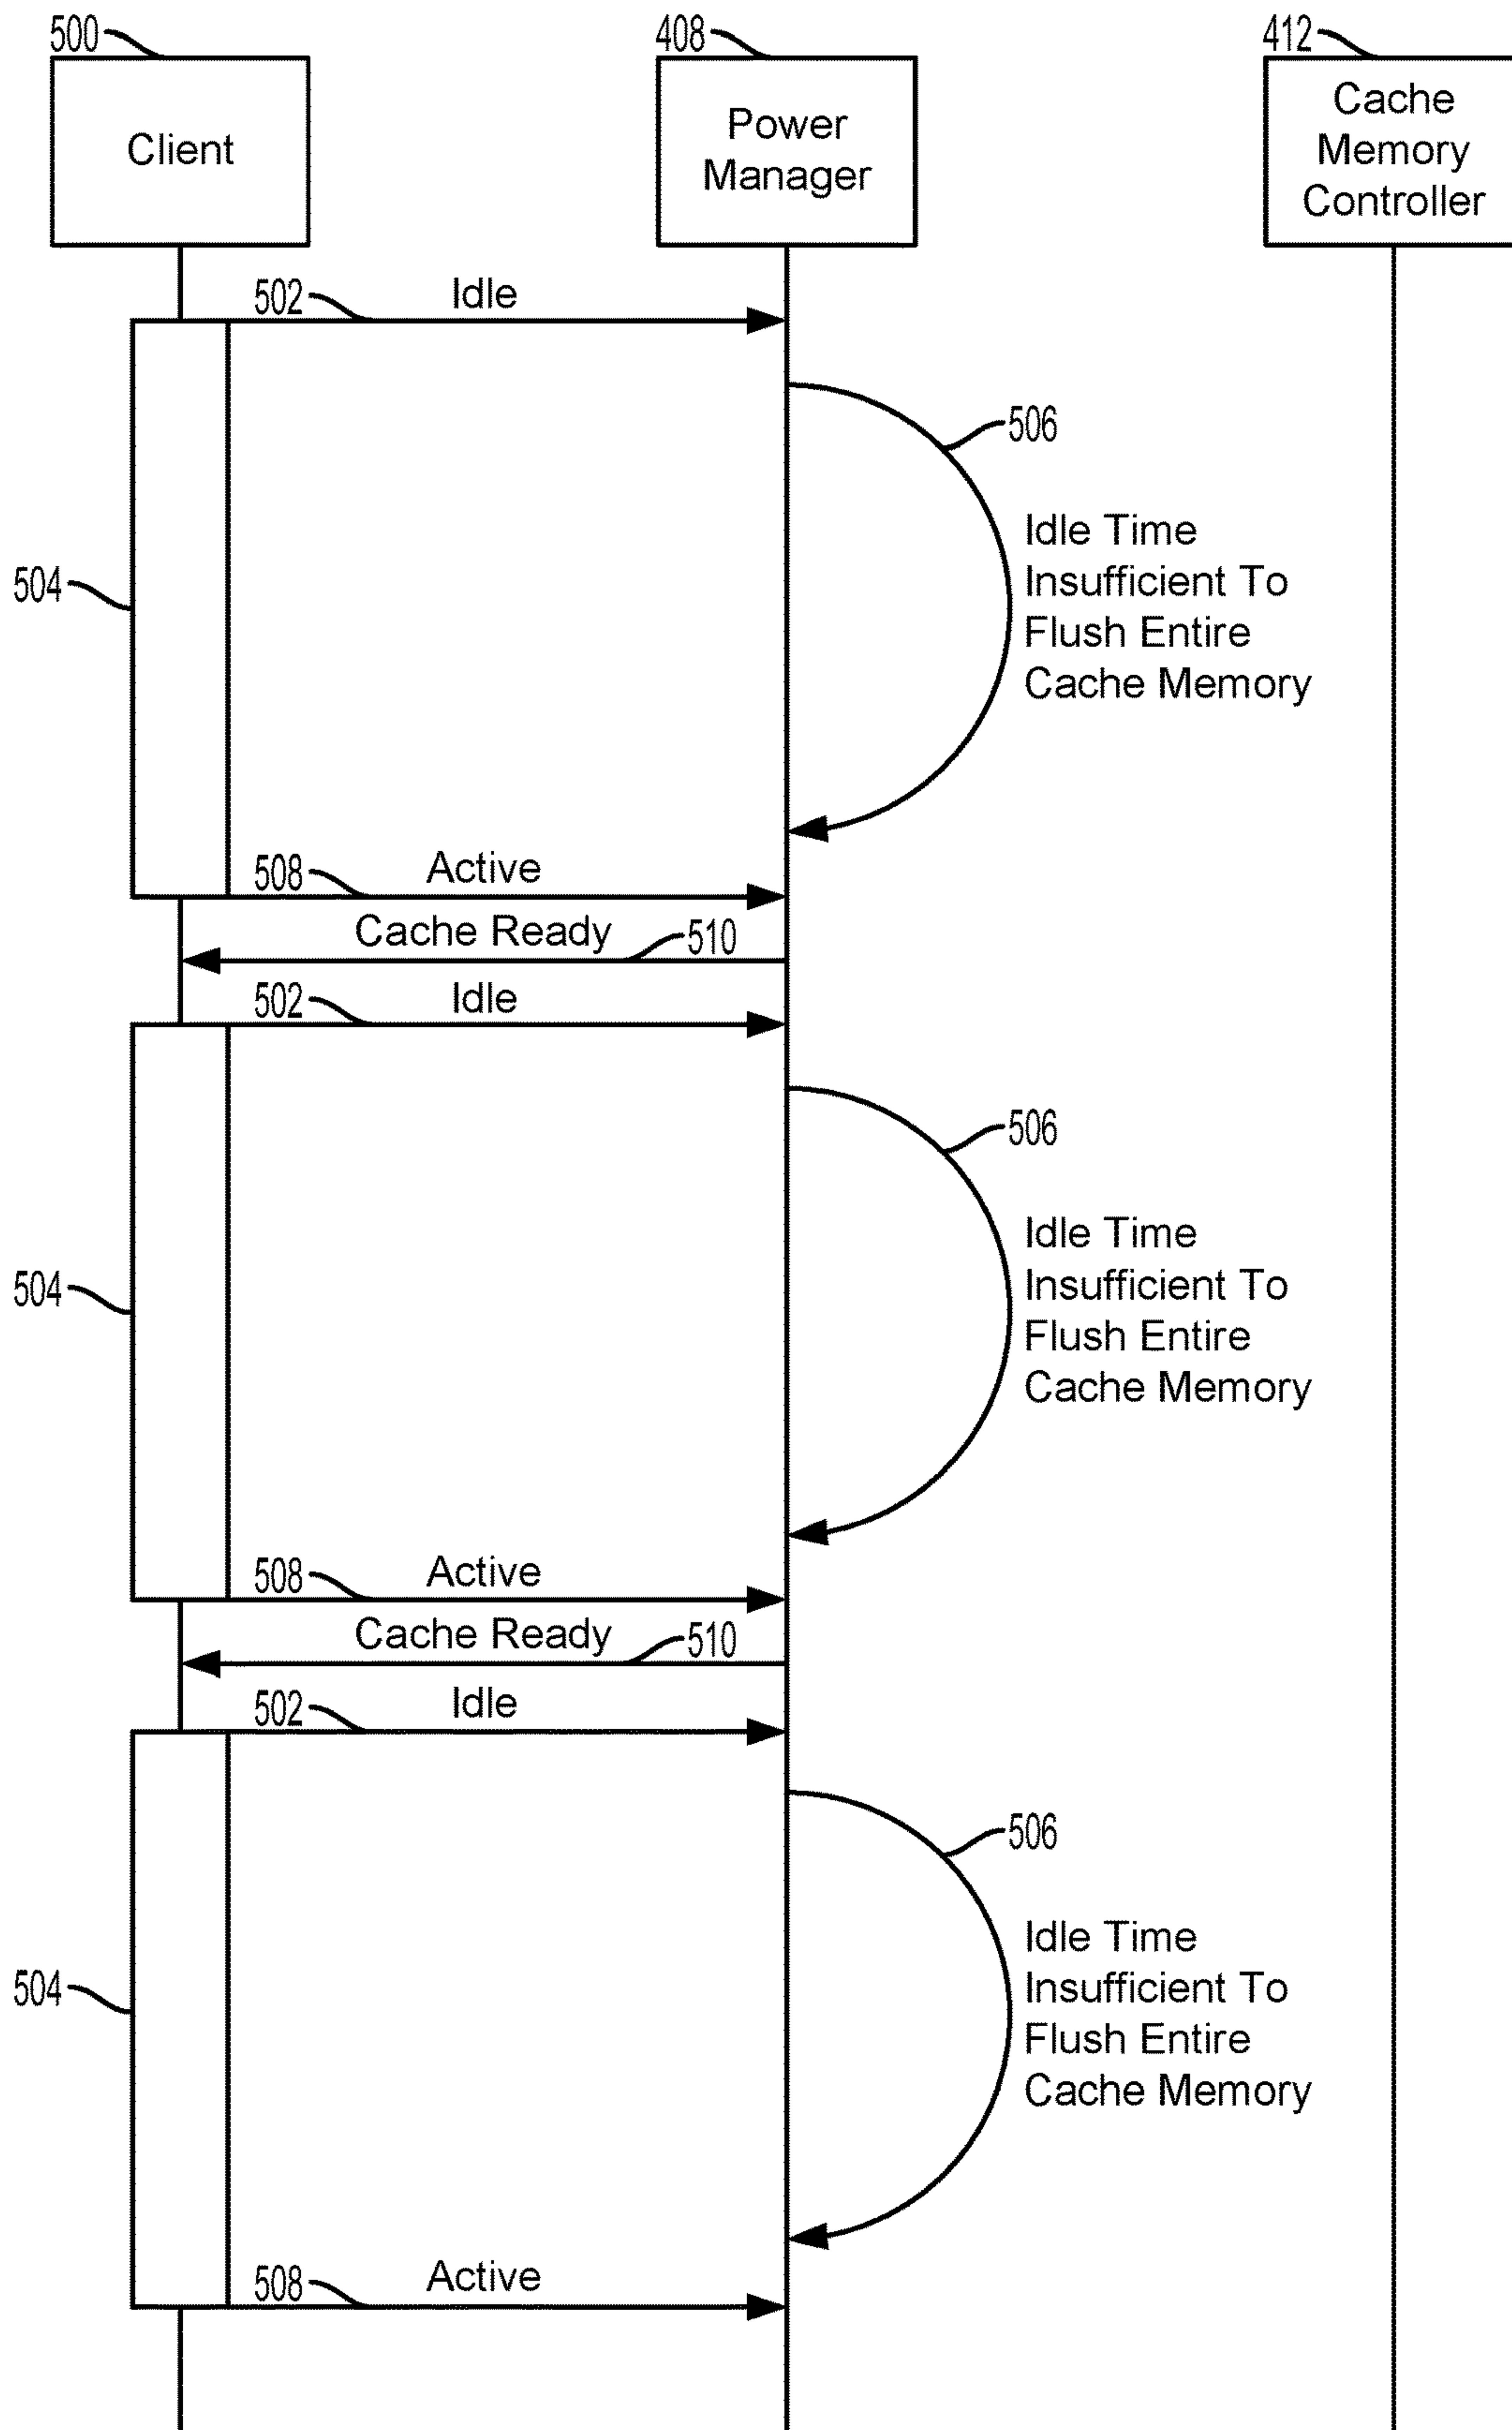 500
408
412
Client
Power
Manager
Cache
Memory
Controller
502
Idle
506
504
Idle Time
Insufficient To
Flush Entire
Cache Memory
508
Active
Cache Ready
510
502
Idle
506
504
Idle Time
Insufficient To
Flush Entire
Cache Memory
508
Active
Cache Ready
510
502
Idle
506
504
Idle Time
Insufficient To
Flush Entire
Cache Memory
508
Active